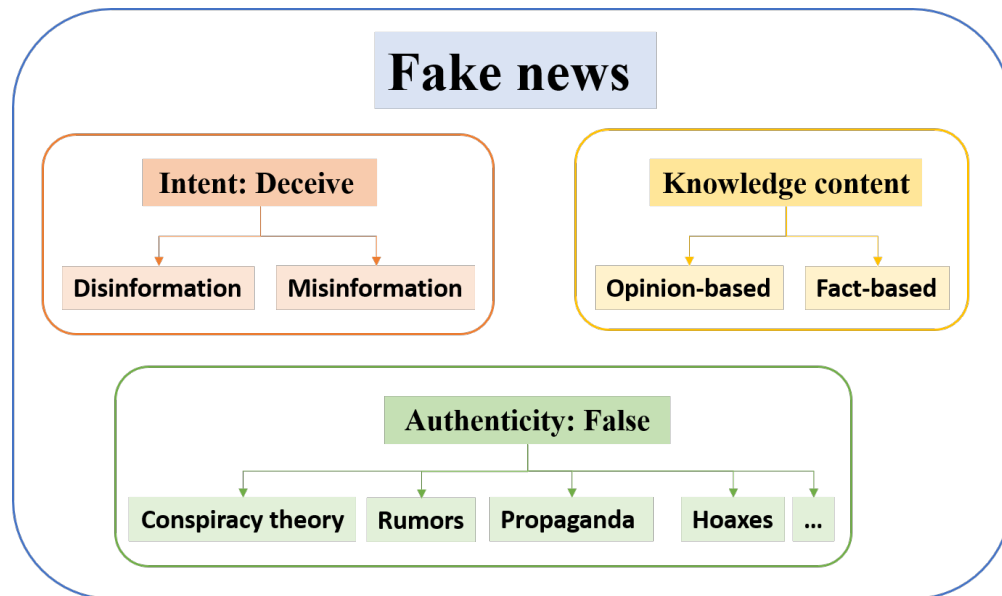 Fake news
Intent: Deceive
Disinformation
Misinformation
Knowledge content
Opinion-based
Fact-based
Authenticity: False
Conspiracy theory
Rumors
Propaganda
Hoaxes
...